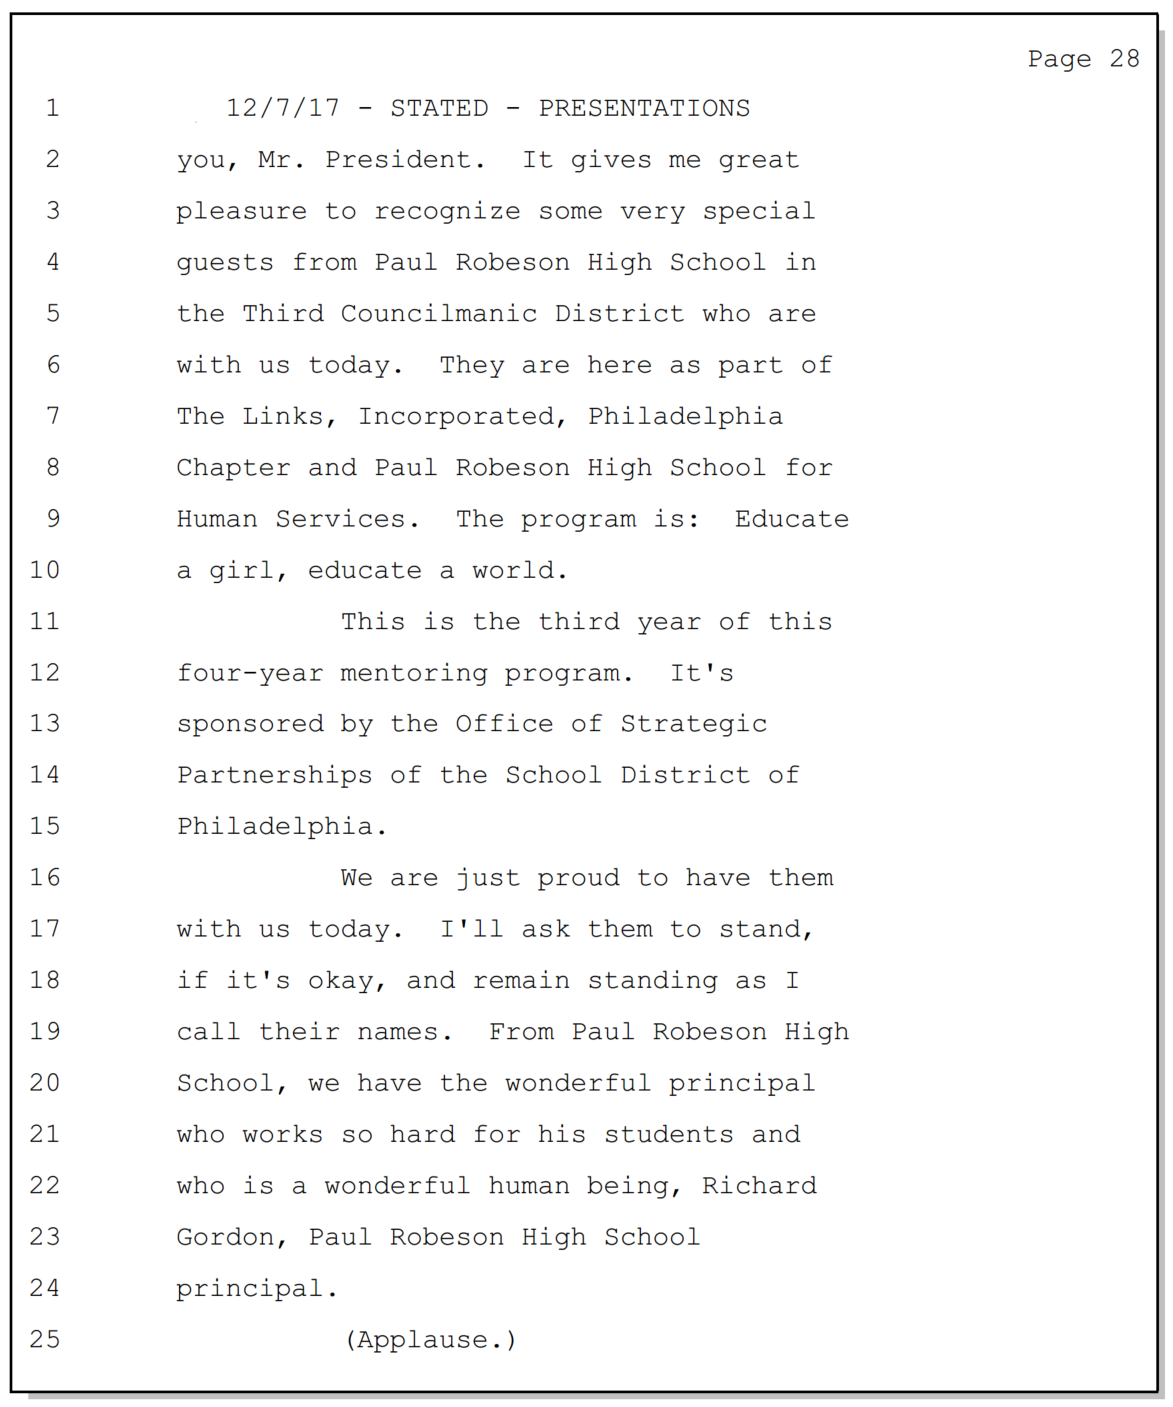 Page 28
1 12/7/17 - STATED - PRESENTATIONS
2 you, Mr. President. It gives me great
3 pleasure to recognize some very special
4 guests from Paul Robeson High School in
5 the Third Councilmanic District who are
6 with us today. They are here as part of
7 The Links, Incorporated, Philadelphia
8 Chapter and Paul Robeson High School for
9 Human Services. The program is: Educate
10 a girl, educate a world.
11 This is the third year of this
12 four-year mentoring program. It's
13 sponsored by the Office of Strategic
14 Partnerships of the School District of
15 Philadelphia.
16 We are just proud to have them
17 with us today. I'll ask them to stand,
18 if it's okay, and remain standing as I
19 call their names. From Paul Robeson High
20 School, we have the wonderful principal
21 who works so hard for his students and
22 who is a wonderful human being, Richard
23 Gordon, Paul Robeson High School
24 principal.
25 (Applause.)